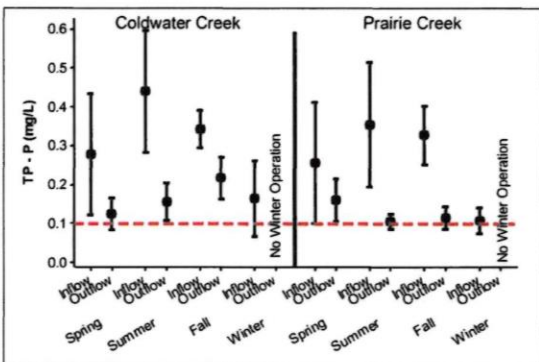 Coldwater Creek
Prairie Creek
TP - P (mg/L)
0.6
0.5
0.4
0.3
0.2
0.1
0.0
No Winter Operation
No Winter Operation
Inflow
Outflow
Inflow
Outflow
Inflow
Outflow
Inflow
Outflow
Inflow
Outflow
Inflow
Outflow
Inflow
Outflow
Inflow
Outflow
Spring
Summer
Fall
Winter
Spring
Summer
Fall
Winter